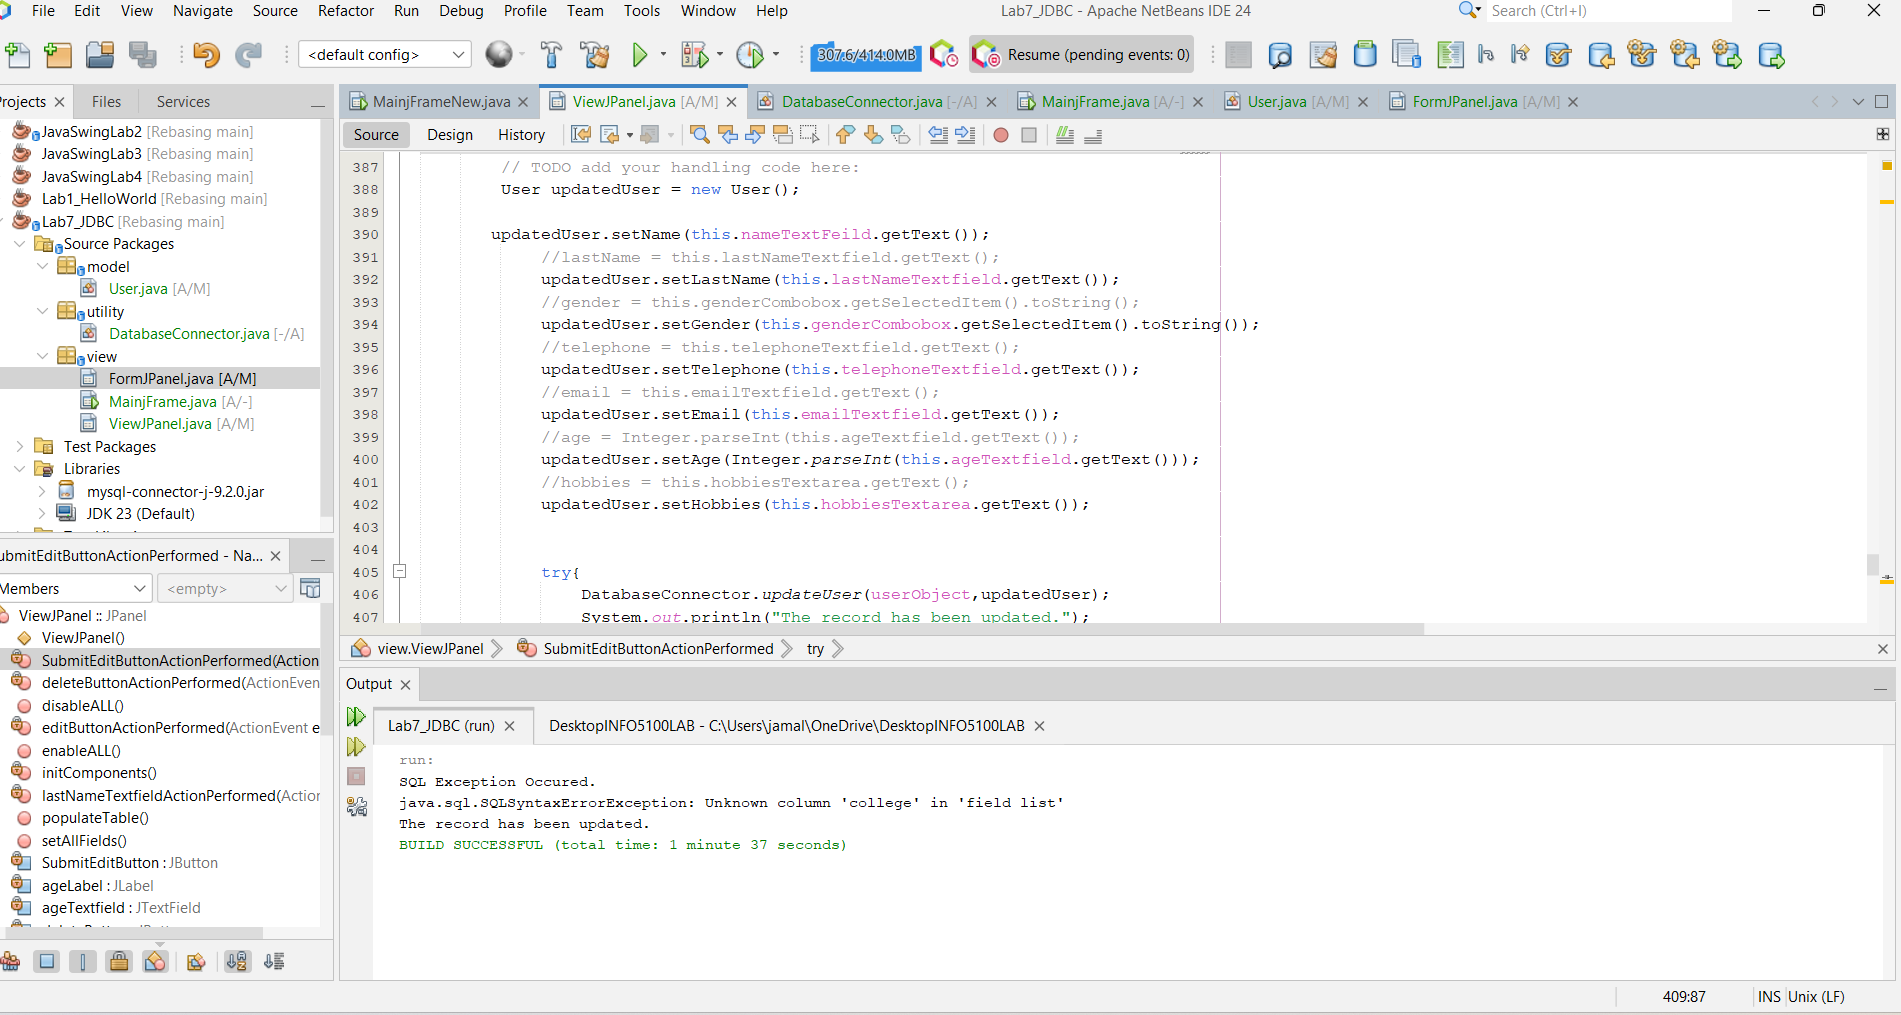 File Edit View Navigate Source Refactor Run Debug Profile Team Tools Window Help Lab7_JDBC - Apache NetBeans IDE 24 Search (Ctrl+I)
<default config> 307.6/414.0MB Resume (pending events: 0)
rojects Files Services
MainjFrameNew.java ViewJPanel.java [A/M] DatabaseConnector.java [-/A] MainjFrame.java [A/-] User.java [A/M] FormJPanel.java [A/M]
Source Design History
JavaSwingLab2 [Rebasing main]
JavaSwingLab3 [Rebasing main]
JavaSwingLab4 [Rebasing main]
Lab1_HelloWorld [Rebasing main]
Lab7_JDBC [Rebasing main]
Source Packages
model
User.java [A/M]
utility
DatabaseConnector.java [-/A]
view
FormJPanel.java [A/M]
MainjFrame.java [A/-]
ViewJPanel.java [A/M]
Test Packages
Libraries
mysql-connector-j-9.2.0.jar
JDK 23 (Default)
387 // TODO add your handling code here:
388 User updatedUser = new User();
389
390 updatedUser.setName(this.nameTextFeild.getText());
391 //lastName = this.lastNameTextfield.getText();
392 updatedUser.setLastName(this.lastNameTextfield.getText());
393 //gender = this.genderCombobox.getSelectedItem().toString();
394 updatedUser.setGender(this.genderCombobox.getSelectedItem().toString());
395 //telephone = this.telephoneTextfield.getText();
396 updatedUser.setTelephone(this.telephoneTextfield.getText());
397 //email = this.emailTextfield.getText();
398 updatedUser.setEmail(this.emailTextfield.getText());
399 //age = Integer.parseInt(this.ageTextfield.getText());
400 updatedUser.setAge(Integer.parseInt(this.ageTextfield.getText()));
401 //hobbies = this.hobbiesTextarea.getText();
402 updatedUser.setHobbies(this.hobbiesTextarea.getText());
403
404
405 try{
406 DatabaseConnector.updateUser(userObject,updatedUser);
407 System.out.println("The record has been updated.");
view.ViewJPanel SubmitEditButtonActionPerformed try
ubmitEditButtonActionPerformed - Na...
Members <empty>
ViewJPanel :: JPanel
ViewJPanel()
SubmitEditButtonActionPerformed(Action
deleteButtonActionPerformed(ActionEven
disableALL()
editButtonActionPerformed(ActionEvent e
enableALL()
initComponents()
lastNameTextfieldActionPerformed(Action
populateTable()
setAllFields()
SubmitEditButton : JButton
ageLabel : JLabel
ageTextfield : JTextField
Output
Lab7_JDBC (run) DesktopINFO5100LAB - C:\Users\jamal\OneDrive\DesktopINFO5100LAB
run:
SQL Exception Occured.
java.sql.SQLSyntaxErrorException: Unknown column 'college' in 'field list'
The record has been updated.
BUILD SUCCESSFUL (total time: 1 minute 37 seconds)
409:87 INS Unix (LF)